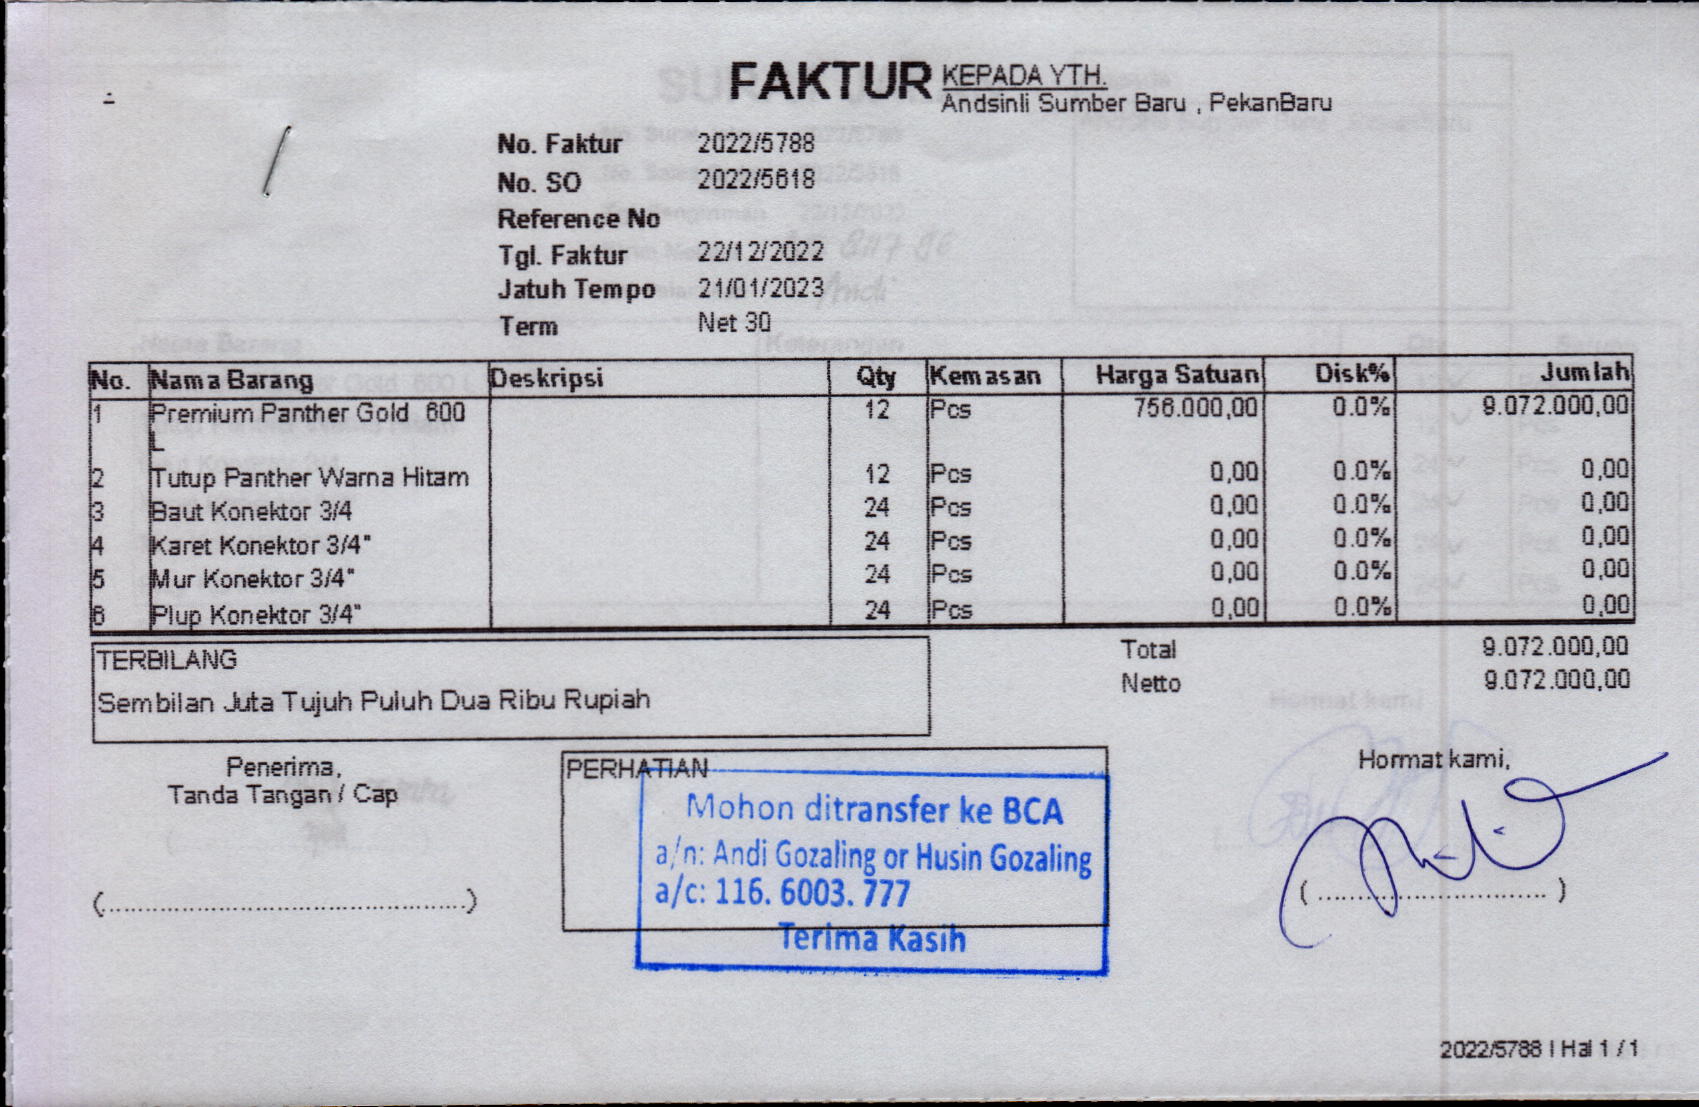 FAKTUR
KEPADA YTH.
Andsinli Sumber Baru , PekanBaru
No. Faktur 2022/5788
No. SO 2022/5618
Reference No
Tgl. Faktur 22/12/2022
Jatuh Tempo 21/01/2023
Term Net 30
No. Nama Barang Deskripsi Qty Kemasan Harga Satuan Disk% Jumlah
1 Premium Panther Gold 600 12 Pcs 756.000,00 0.0% 9.072.000,00
L
2 Tutup Panther Warna Hitam 12 Pcs 0,00 0.0% 0,00
3 Baut Konektor 3/4 24 Pcs 0,00 0.0% 0,00
4 Karet Konektor 3/4" 24 Pcs 0,00 0.0% 0,00
5 Mur Konektor 3/4" 24 Pcs 0,00 0.0% 0,00
6 Plup Konektor 3/4" 24 Pcs 0,00 0.0% 0,00
Total 9.072.000,00
Netto 9.072.000,00
TERBILANG
Sembilan Juta Tujuh Puluh Dua Ribu Rupiah
Penerima,
Tanda Tangan / Cap
(................................................)
PERHATIAN
Mohon ditransfer ke BCA
a/n: Andi Gozaling or Husin Gozaling
a/c: 116. 6003. 777
Terima Kasih
Hormat kami,
( .............................. )
2022/5788 | Hal 1 / 1